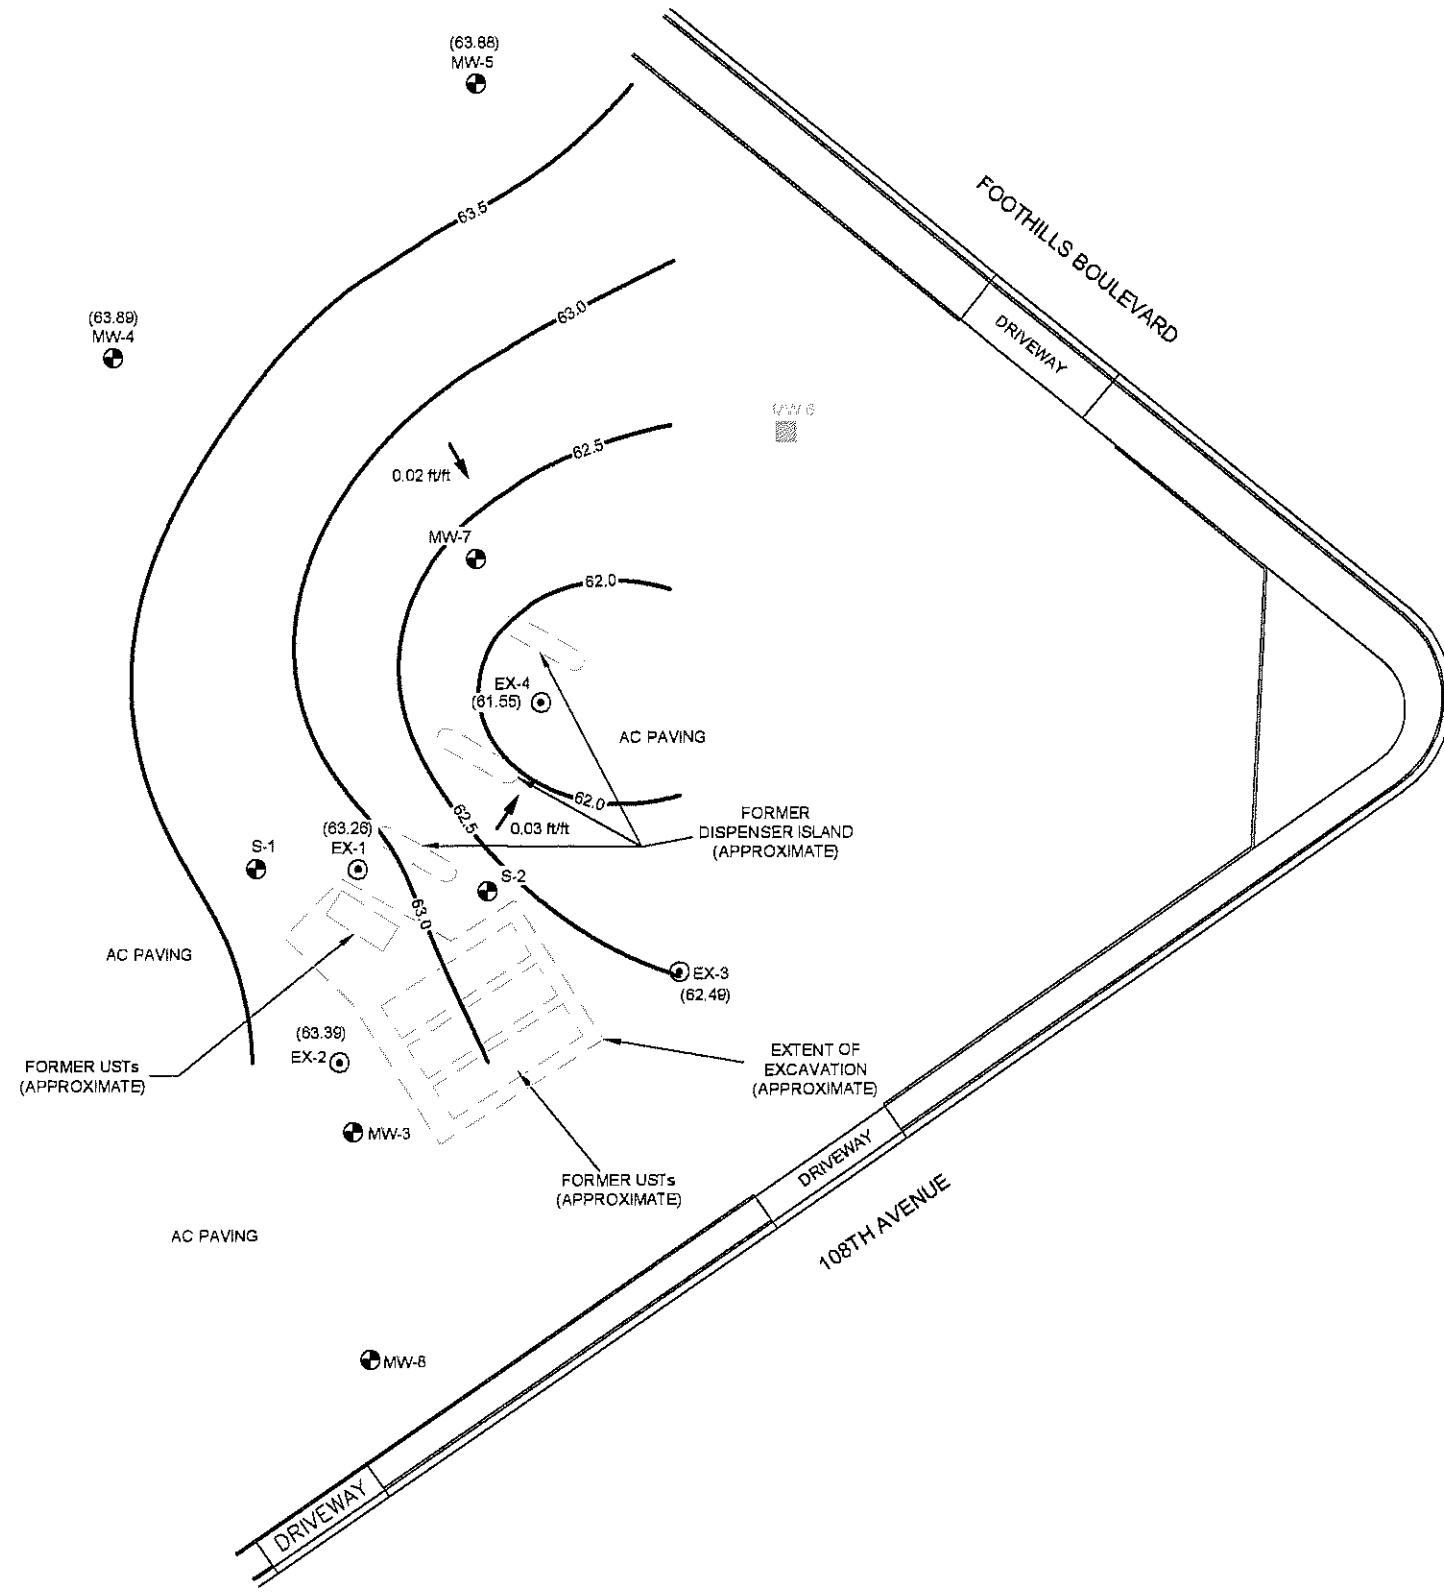 (63.88)
MW-5
FOOTHILLS BOULEVARD
63.5
63.0
(63.89)
MW-4
DRIVEWAY
MW-6
62.5
0.02 ft/ft
MW-7
62.0
EX-4
(61.55)
AC PAVING
62.0
62.5
0.03 ft/ft
FORMER
DISPENSER ISLAND
(APPROXIMATE)
(63.26)
EX-1
S-1
S-2
63.0
AC PAVING
EX-3
(62.49)
(63.39)
EX-2
FORMER USTs
(APPROXIMATE)
EXTENT OF
EXCAVATION
(APPROXIMATE)
MW-3
FORMER USTs
(APPROXIMATE)
DRIVEWAY
108TH AVENUE
AC PAVING
MW-8
DRIVEWAY